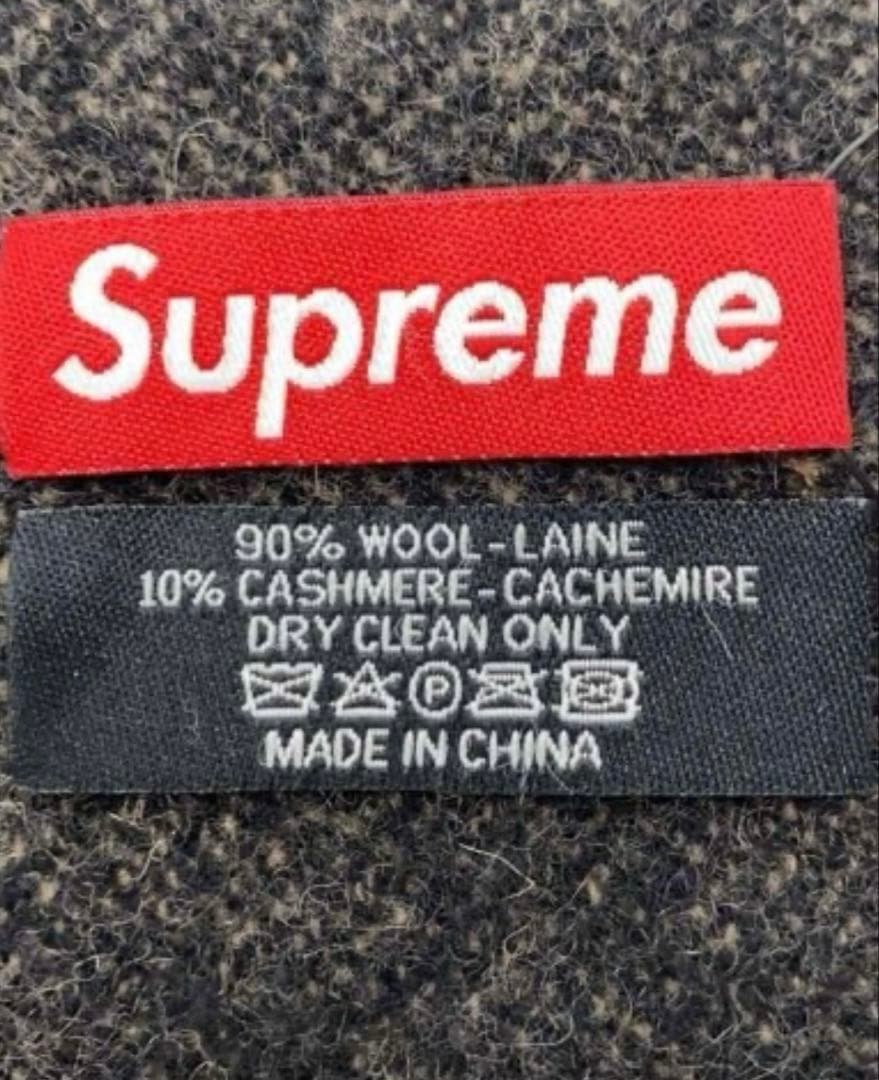 Supreme
90% WOOL-LAINE
10% CASHMERE-CACHEMIRE
DRY CLEAN ONLY
P
MADE IN CHINA